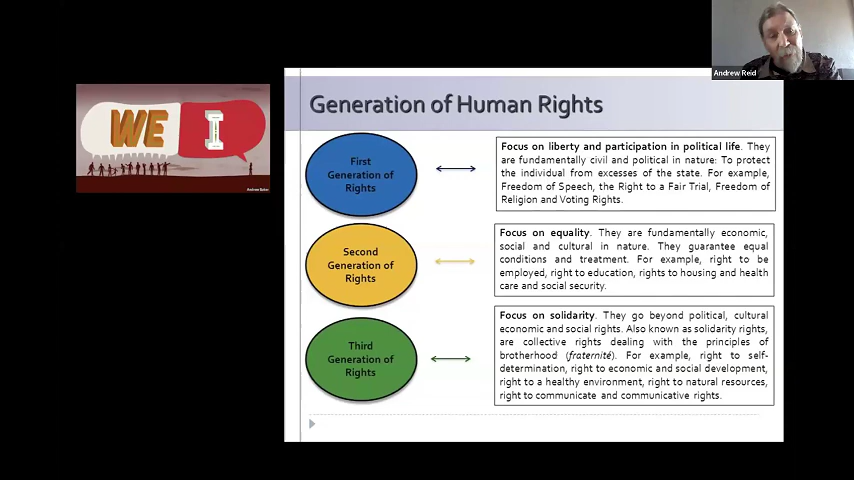 Andrew Reid
WE I
Andrew Baker
Generation of Human Rights
First
Generation of
Rights
Focus on liberty and participation in political life. They
are fundamentally civil and political in nature: To protect
the individual from excesses of the state. For example,
Freedom of Speech, the Right to a Fair Trial, Freedom of
Religion and Voting Rights.
Second
Generation of
Rights
Focus on equality. They are fundamentally economic,
social and cultural in nature. They guarantee equal
conditions and treatment. For example, right to be
employed, right to education, rights to housing and health
care and social security.
Third
Generation of
Rights
Focus on solidarity. They go beyond political, cultural
economic and social rights. Also known as solidarity rights,
are collective rights dealing with the principles of
brotherhood (fraternité). For example, right to self-
determination, right to economic and social development,
right to a healthy environment, right to natural resources,
right to communicate and communicative rights.